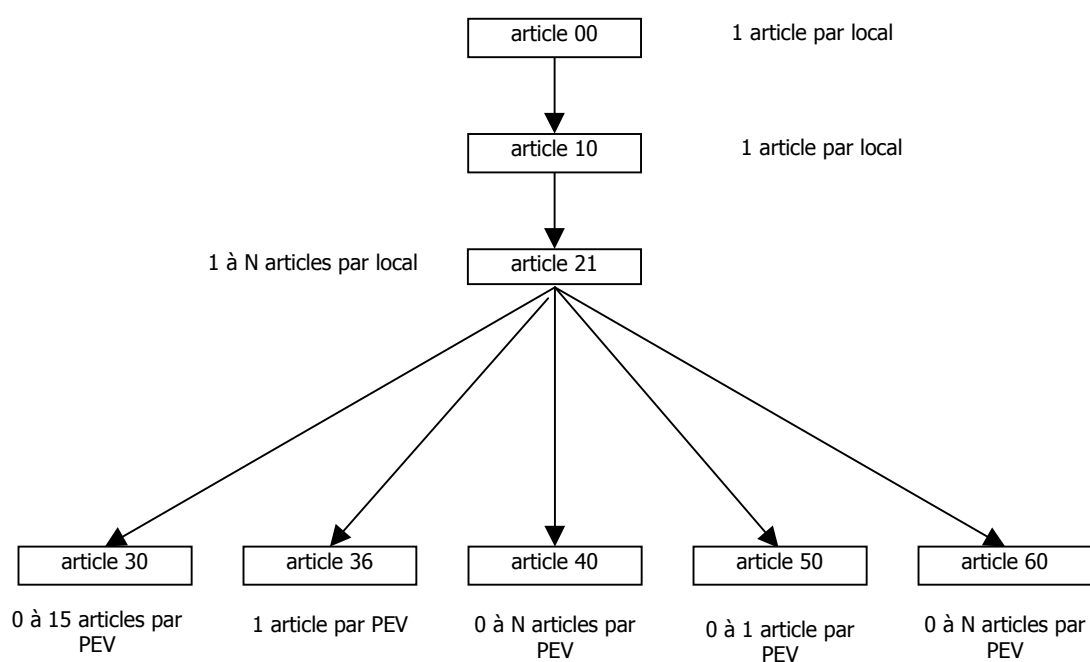 article 00
1 article par local
article 10
1 article par local
1 à N articles par local
article 21
article 30
article 36
article 40
article 50
article 60
0 à 15 articles par
PEV
1 article par PEV
0 à N articles par
PEV
0 à 1 article par
PEV
0 à N articles par
PEV